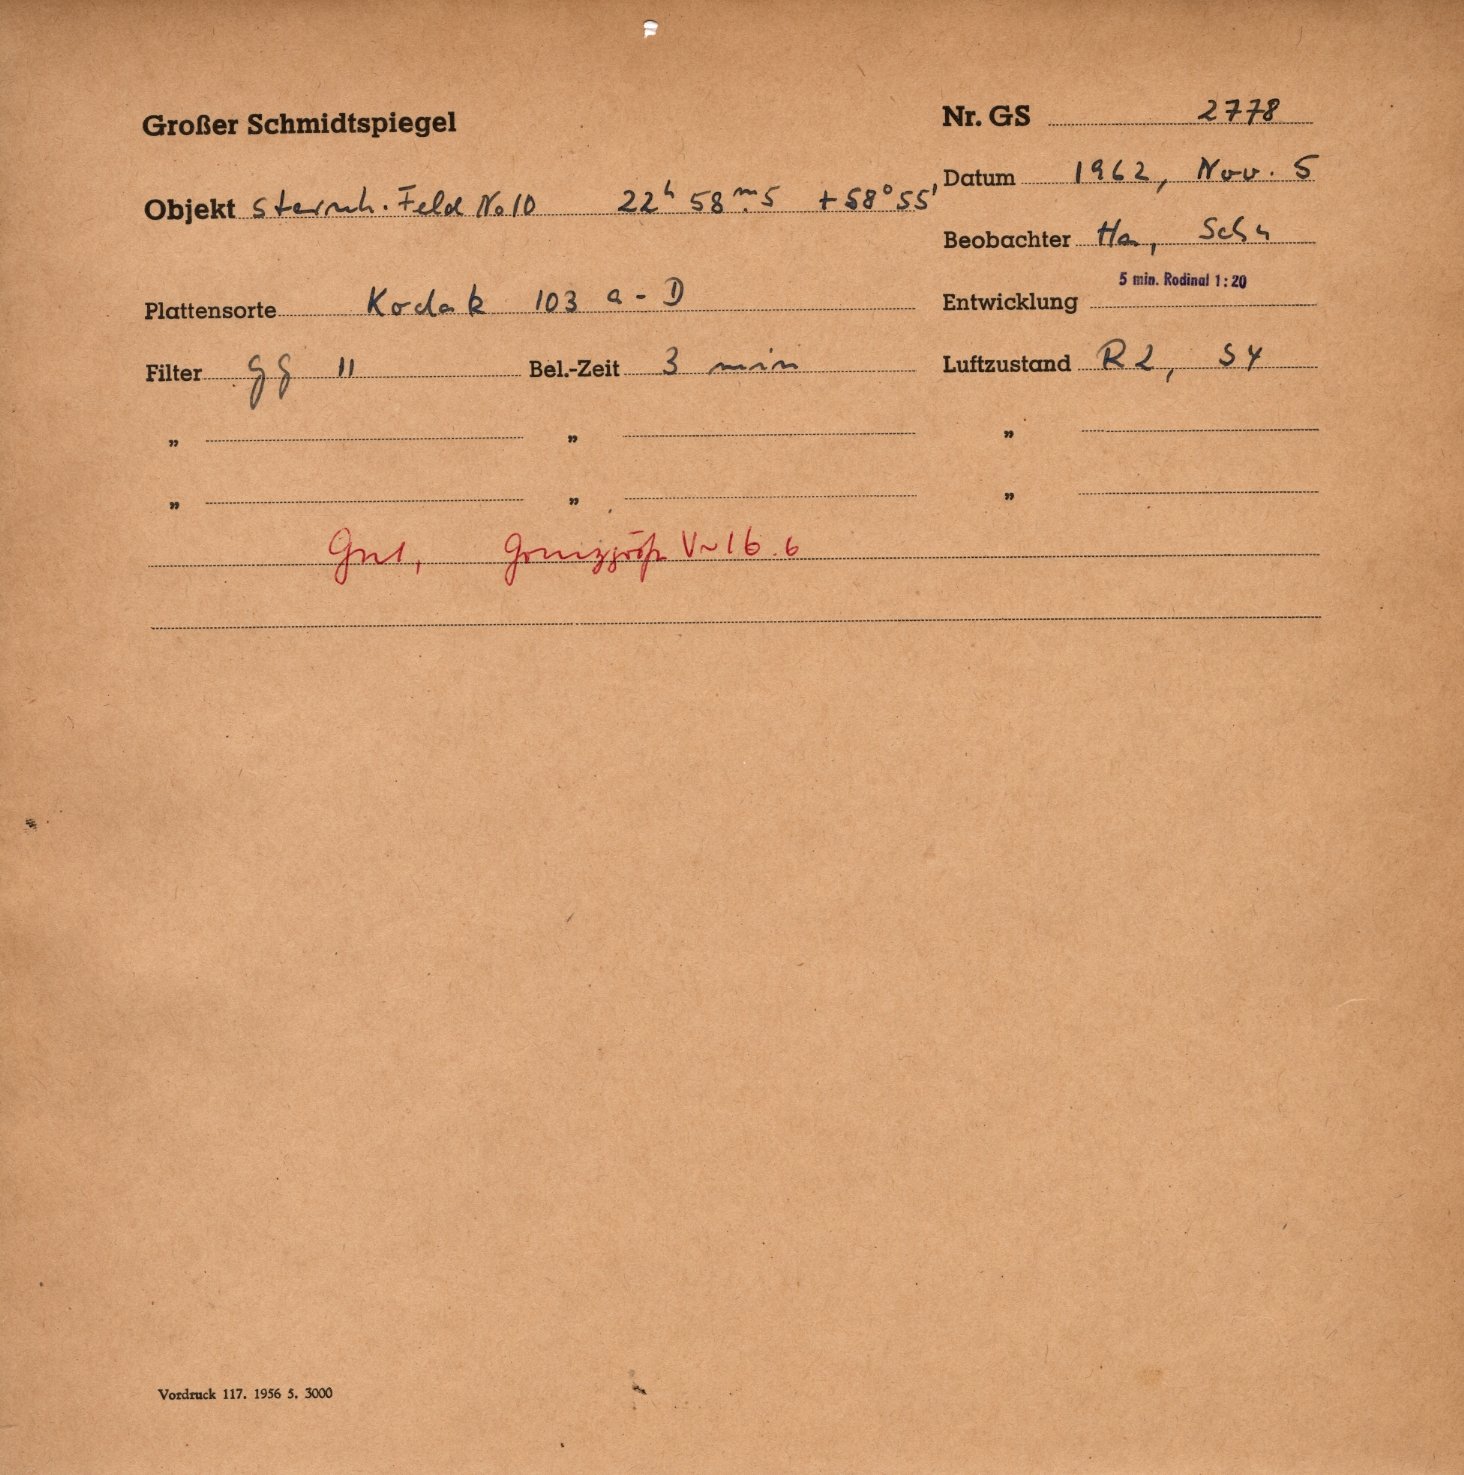 Großer Schmidtspiegel
Nr. GS 2778
Datum 1962, Nov. 5
Objekt Sternh. Feld No 10 22ʰ 58ᵐ.5 +58°55'
Beobachter Ha, Sch
5 min. Rodinal 1:20
Plattensorte Kodak 103 a-D
Entwicklung
Filter gg 11 Bel.-Zeit 3 min
Luftzustand R2, S4
„ „ „
„ „ „
Gut, Grenzgröße V~16.6
Vordruck 117. 1956 5. 3000